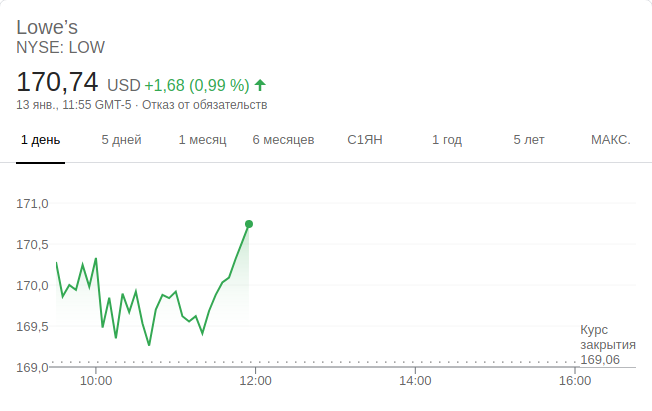 Lowe’s
NYSE: LOW
170,74 USD +1,68 (0,99 %)
13 янв., 11:55 GMT-5 · Отказ от обязательств
1 день 5 дней 1 месяц 6 месяцев С1ЯН 1 год 5 лет МАКС.
171,0
170,5
170,0
169,5
169,0
Курс
закрытия
169,06
10:00 12:00 14:00 16:00